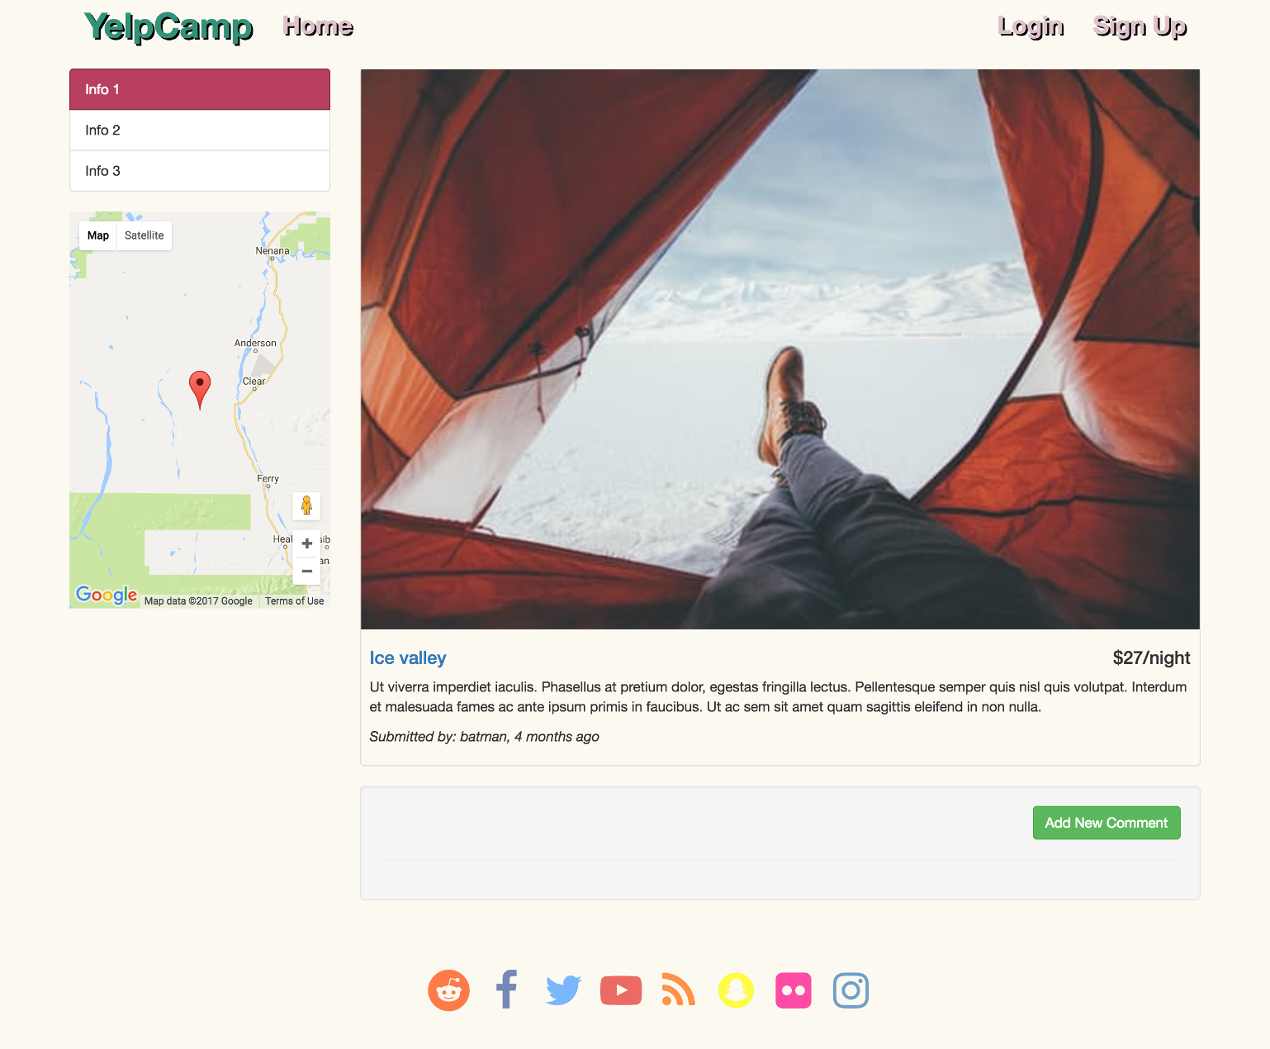 YelpCamp Home Login Sign Up
Info 1
Info 2
Info 3
Map Satellite
Nenana
Anderson
Clear
Ferry
Google Map data ©2017 Google Terms of Use
Ice valley $27/night
Ut viverra imperdiet iaculis. Phasellus at pretium dolor, egestas fringilla lectus. Pellentesque semper quis nisl quis volutpat. Interdum
et malesuada fames ac ante ipsum primis in faucibus. Ut ac sem sit amet quam sagittis eleifend in non nulla.
Submitted by: batman, 4 months ago
Add New Comment